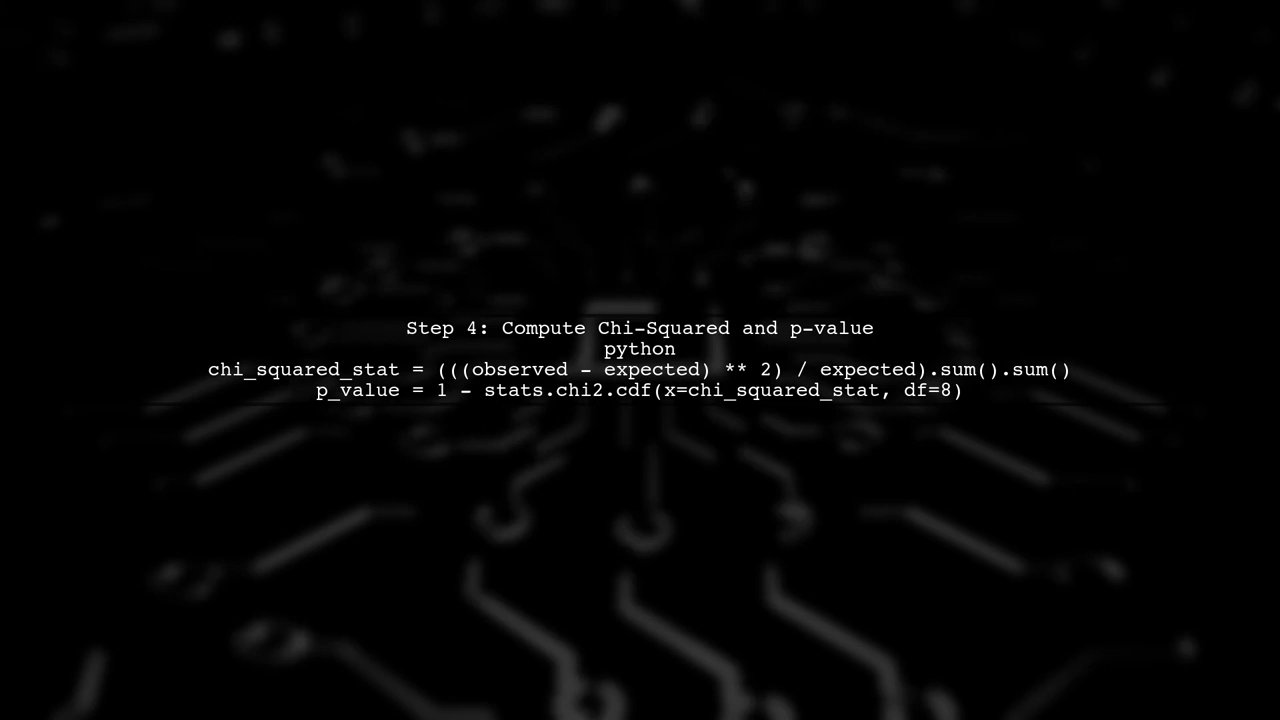 Step 4: Compute Chi-Squared and p-value
python
chi_squared_stat = (((observed - expected) ** 2) / expected).sum().sum()
p_value = 1 - stats.chi2.cdf(x=chi_squared_stat, df=8)